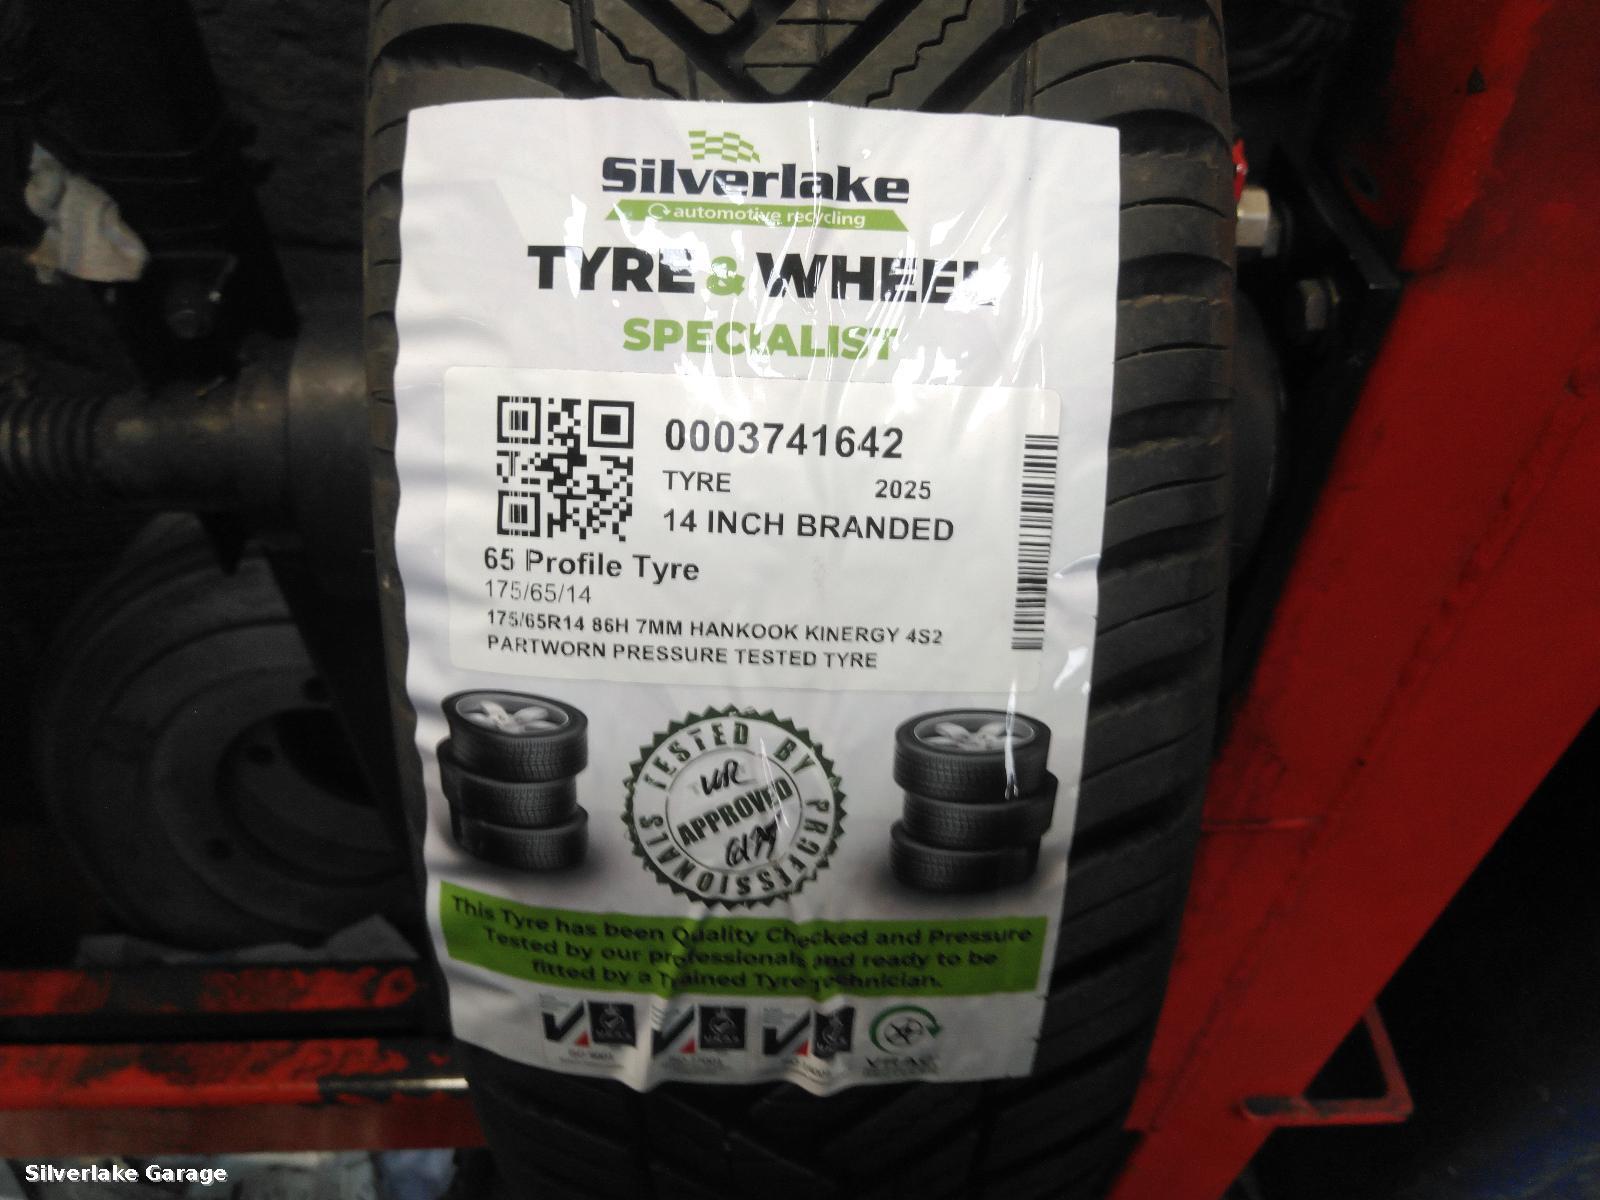 Silverlake
automotive recycling
TYRE & WHEEL
SPECIALIST
0003741642
TYRE 2025
14 INCH BRANDED
65 Profile Tyre
175/65/14
175/65R14 86H 7MM HANKOOK KINERGY 4S2
PARTWORN PRESSURE TESTED TYRE
TESTED BY PROFESSIONALS
APPROVED
This Tyre has been Quality Checked and Pressure
Tested by our professionals and ready to be
fitted by a Trained Tyre Technician.
Silverlake Garage